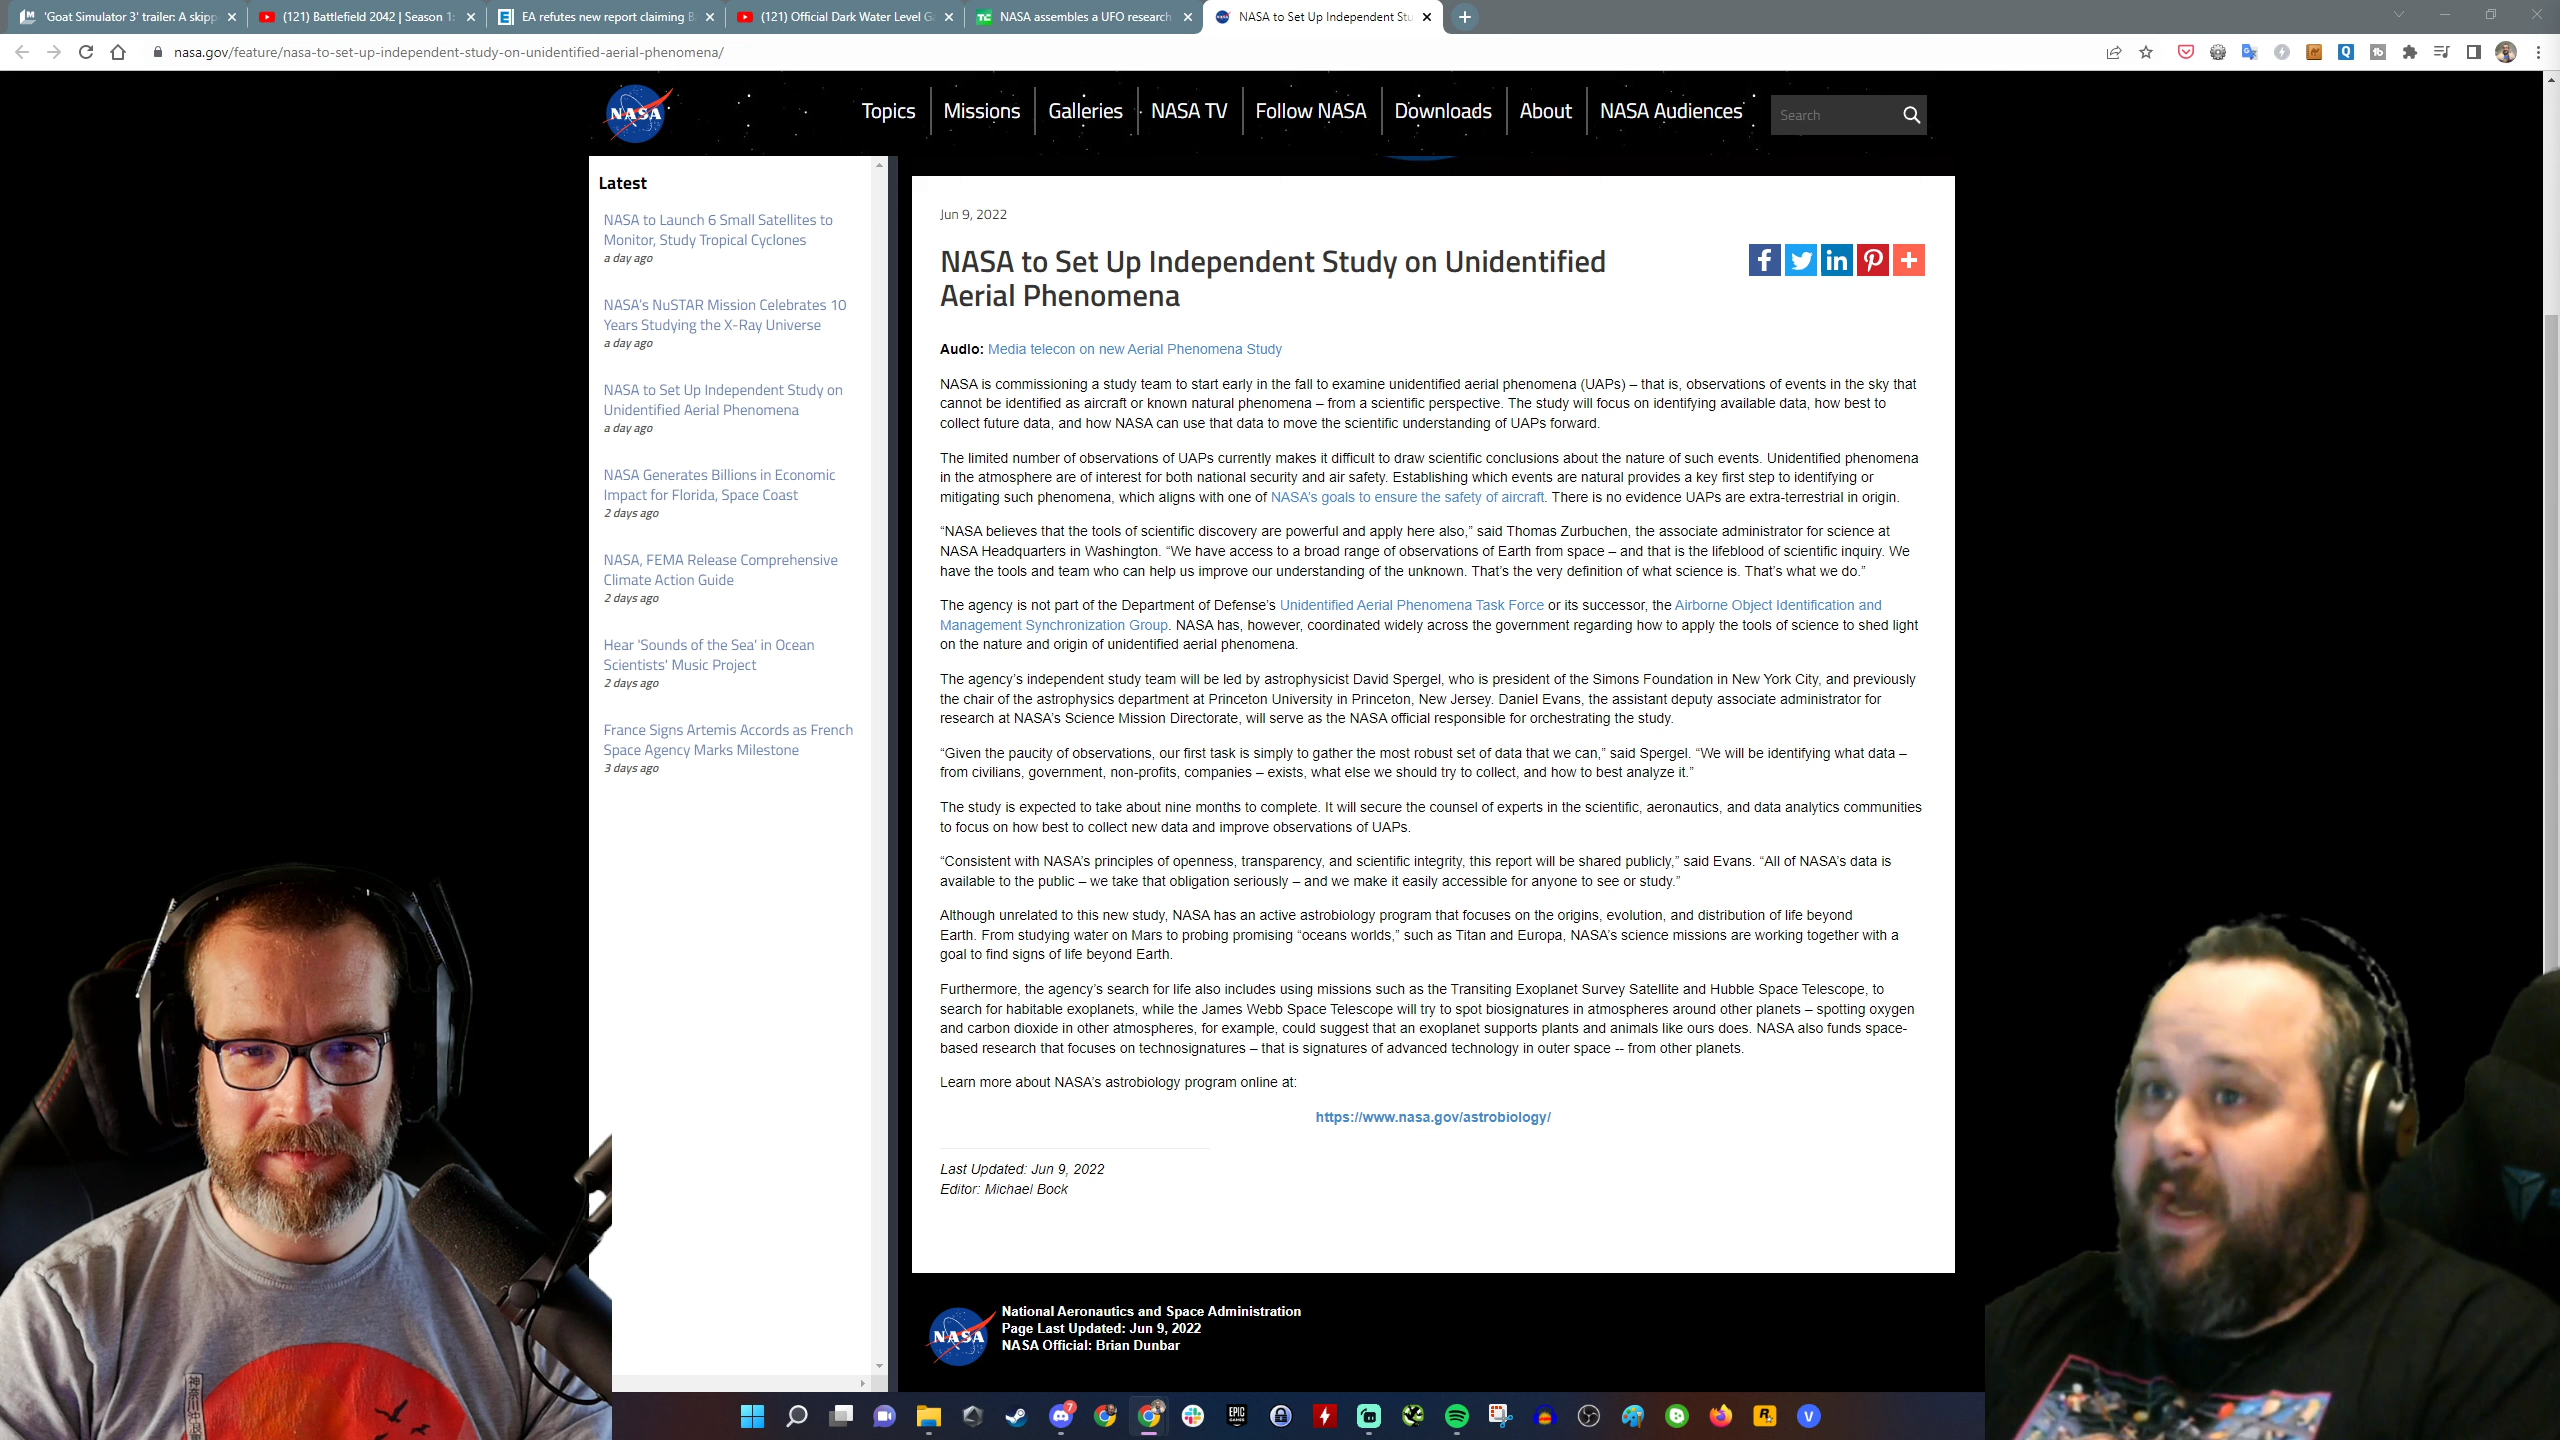 'Goat Simulator 3' trailer: A skipp
(121) Battlefield 2042 | Season 1:
EA refutes new report claiming B
(121) Official Dark Water Level G
NASA assembles a UFO research
NASA to Set Up Independent Stu
nasa.gov/feature/nasa-to-set-up-independent-study-on-unidentified-aerial-phenomena/
NASA
Topics
Missions
Galleries
NASA TV
Follow NASA
Downloads
About
NASA Audiences
Search
Latest
NASA to Launch 6 Small Satellites to
Monitor, Study Tropical Cyclones
a day ago
NASA's NuSTAR Mission Celebrates 10
Years Studying the X-Ray Universe
a day ago
NASA to Set Up Independent Study on
Unidentified Aerial Phenomena
a day ago
NASA Generates Billions in Economic
Impact for Florida, Space Coast
2 days ago
NASA, FEMA Release Comprehensive
Climate Action Guide
2 days ago
Hear 'Sounds of the Sea' in Ocean
Scientists' Music Project
2 days ago
France Signs Artemis Accords as French
Space Agency Marks Milestone
3 days ago
Jun 9, 2022
NASA to Set Up Independent Study on Unidentified
Aerial Phenomena
Audio: Media telecon on new Aerial Phenomena Study
NASA is commissioning a study team to start early in the fall to examine unidentified aerial phenomena (UAPs) – that is, observations of events in the sky that
cannot be identified as aircraft or known natural phenomena – from a scientific perspective. The study will focus on identifying available data, how best to
collect future data, and how NASA can use that data to move the scientific understanding of UAPs forward.
The limited number of observations of UAPs currently makes it difficult to draw scientific conclusions about the nature of such events. Unidentified phenomena
in the atmosphere are of interest for both national security and air safety. Establishing which events are natural provides a key first step to identifying or
mitigating such phenomena, which aligns with one of NASA's goals to ensure the safety of aircraft. There is no evidence UAPs are extra-terrestrial in origin.
“NASA believes that the tools of scientific discovery are powerful and apply here also,” said Thomas Zurbuchen, the associate administrator for science at
NASA Headquarters in Washington. “We have access to a broad range of observations of Earth from space – and that is the lifeblood of scientific inquiry. We
have the tools and team who can help us improve our understanding of the unknown. That’s the very definition of what science is. That’s what we do.”
The agency is not part of the Department of Defense’s Unidentified Aerial Phenomena Task Force or its successor, the Airborne Object Identification and
Management Synchronization Group. NASA has, however, coordinated widely across the government regarding how to apply the tools of science to shed light
on the nature and origin of unidentified aerial phenomena.
The agency’s independent study team will be led by astrophysicist David Spergel, who is president of the Simons Foundation in New York City, and previously
the chair of the astrophysics department at Princeton University in Princeton, New Jersey. Daniel Evans, the assistant deputy associate administrator for
research at NASA’s Science Mission Directorate, will serve as the NASA official responsible for orchestrating the study.
“Given the paucity of observations, our first task is simply to gather the most robust set of data that we can,” said Spergel. “We will be identifying what data –
from civilians, government, non-profits, companies – exists, what else we should try to collect, and how to best analyze it.”
The study is expected to take about nine months to complete. It will secure the counsel of experts in the scientific, aeronautics, and data analytics communities
to focus on how best to collect new data and improve observations of UAPs.
“Consistent with NASA’s principles of openness, transparency, and scientific integrity, this report will be shared publicly,” said Evans. “All of NASA’s data is
available to the public – we take that obligation seriously – and we make it easily accessible for anyone to see or study.”
Although unrelated to this new study, NASA has an active astrobiology program that focuses on the origins, evolution, and distribution of life beyond
Earth. From studying water on Mars to probing promising “oceans worlds,” such as Titan and Europa, NASA’s science missions are working together with a
goal to find signs of life beyond Earth.
Furthermore, the agency’s search for life also includes using missions such as the Transiting Exoplanet Survey Satellite and Hubble Space Telescope, to
search for habitable exoplanets, while the James Webb Space Telescope will try to spot biosignatures in atmospheres around other planets – spotting oxygen
and carbon dioxide in other atmospheres, for example, could suggest that an exoplanet supports plants and animals like ours does. NASA also funds space-
based research that focuses on technosignatures – that is signatures of advanced technology in outer space -- from other planets.
Learn more about NASA’s astrobiology program online at:
https://www.nasa.gov/astrobiology/
Last Updated: Jun 9, 2022
Editor: Michael Bock
NASA
National Aeronautics and Space Administration
Page Last Updated: Jun 9, 2022
NASA Official: Brian Dunbar
神奈川沖浪
7
EPIC
GAMES